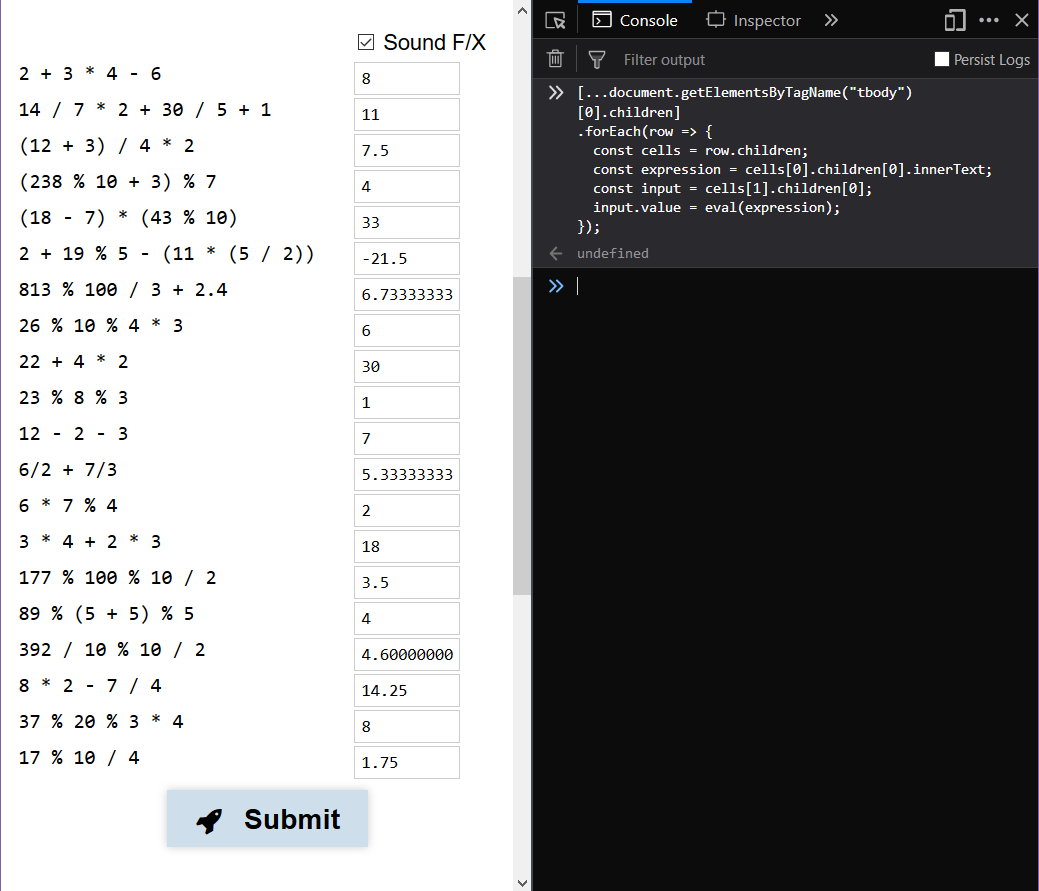 Sound F/X
2 + 3 * 4 - 6
8
14 / 7 * 2 + 30 / 5 + 1
11
(12 + 3) / 4 * 2
7.5
(238 % 10 + 3) % 7
4
(18 - 7) * (43 % 10)
33
2 + 19 % 5 - (11 * (5 / 2))
-21.5
813 % 100 / 3 + 2.4
6.73333333
26 % 10 % 4 * 3
6
22 + 4 * 2
30
23 % 8 % 3
1
12 - 2 - 3
7
6/2 + 7/3
5.33333333
6 * 7 % 4
2
3 * 4 + 2 * 3
18
177 % 100 % 10 / 2
3.5
89 % (5 + 5) % 5
4
392 / 10 % 10 / 2
4.60000000
8 * 2 - 7 / 4
14.25
37 % 20 % 3 * 4
8
17 % 10 / 4
1.75
Submit
Console
Inspector
Filter output
Persist Logs
[...document.getElementsByTagName("tbody")
[0].children]
.forEach(row => {
const cells = row.children;
const expression = cells[0].children[0].innerText;
const input = cells[1].children[0];
input.value = eval(expression);
});
undefined